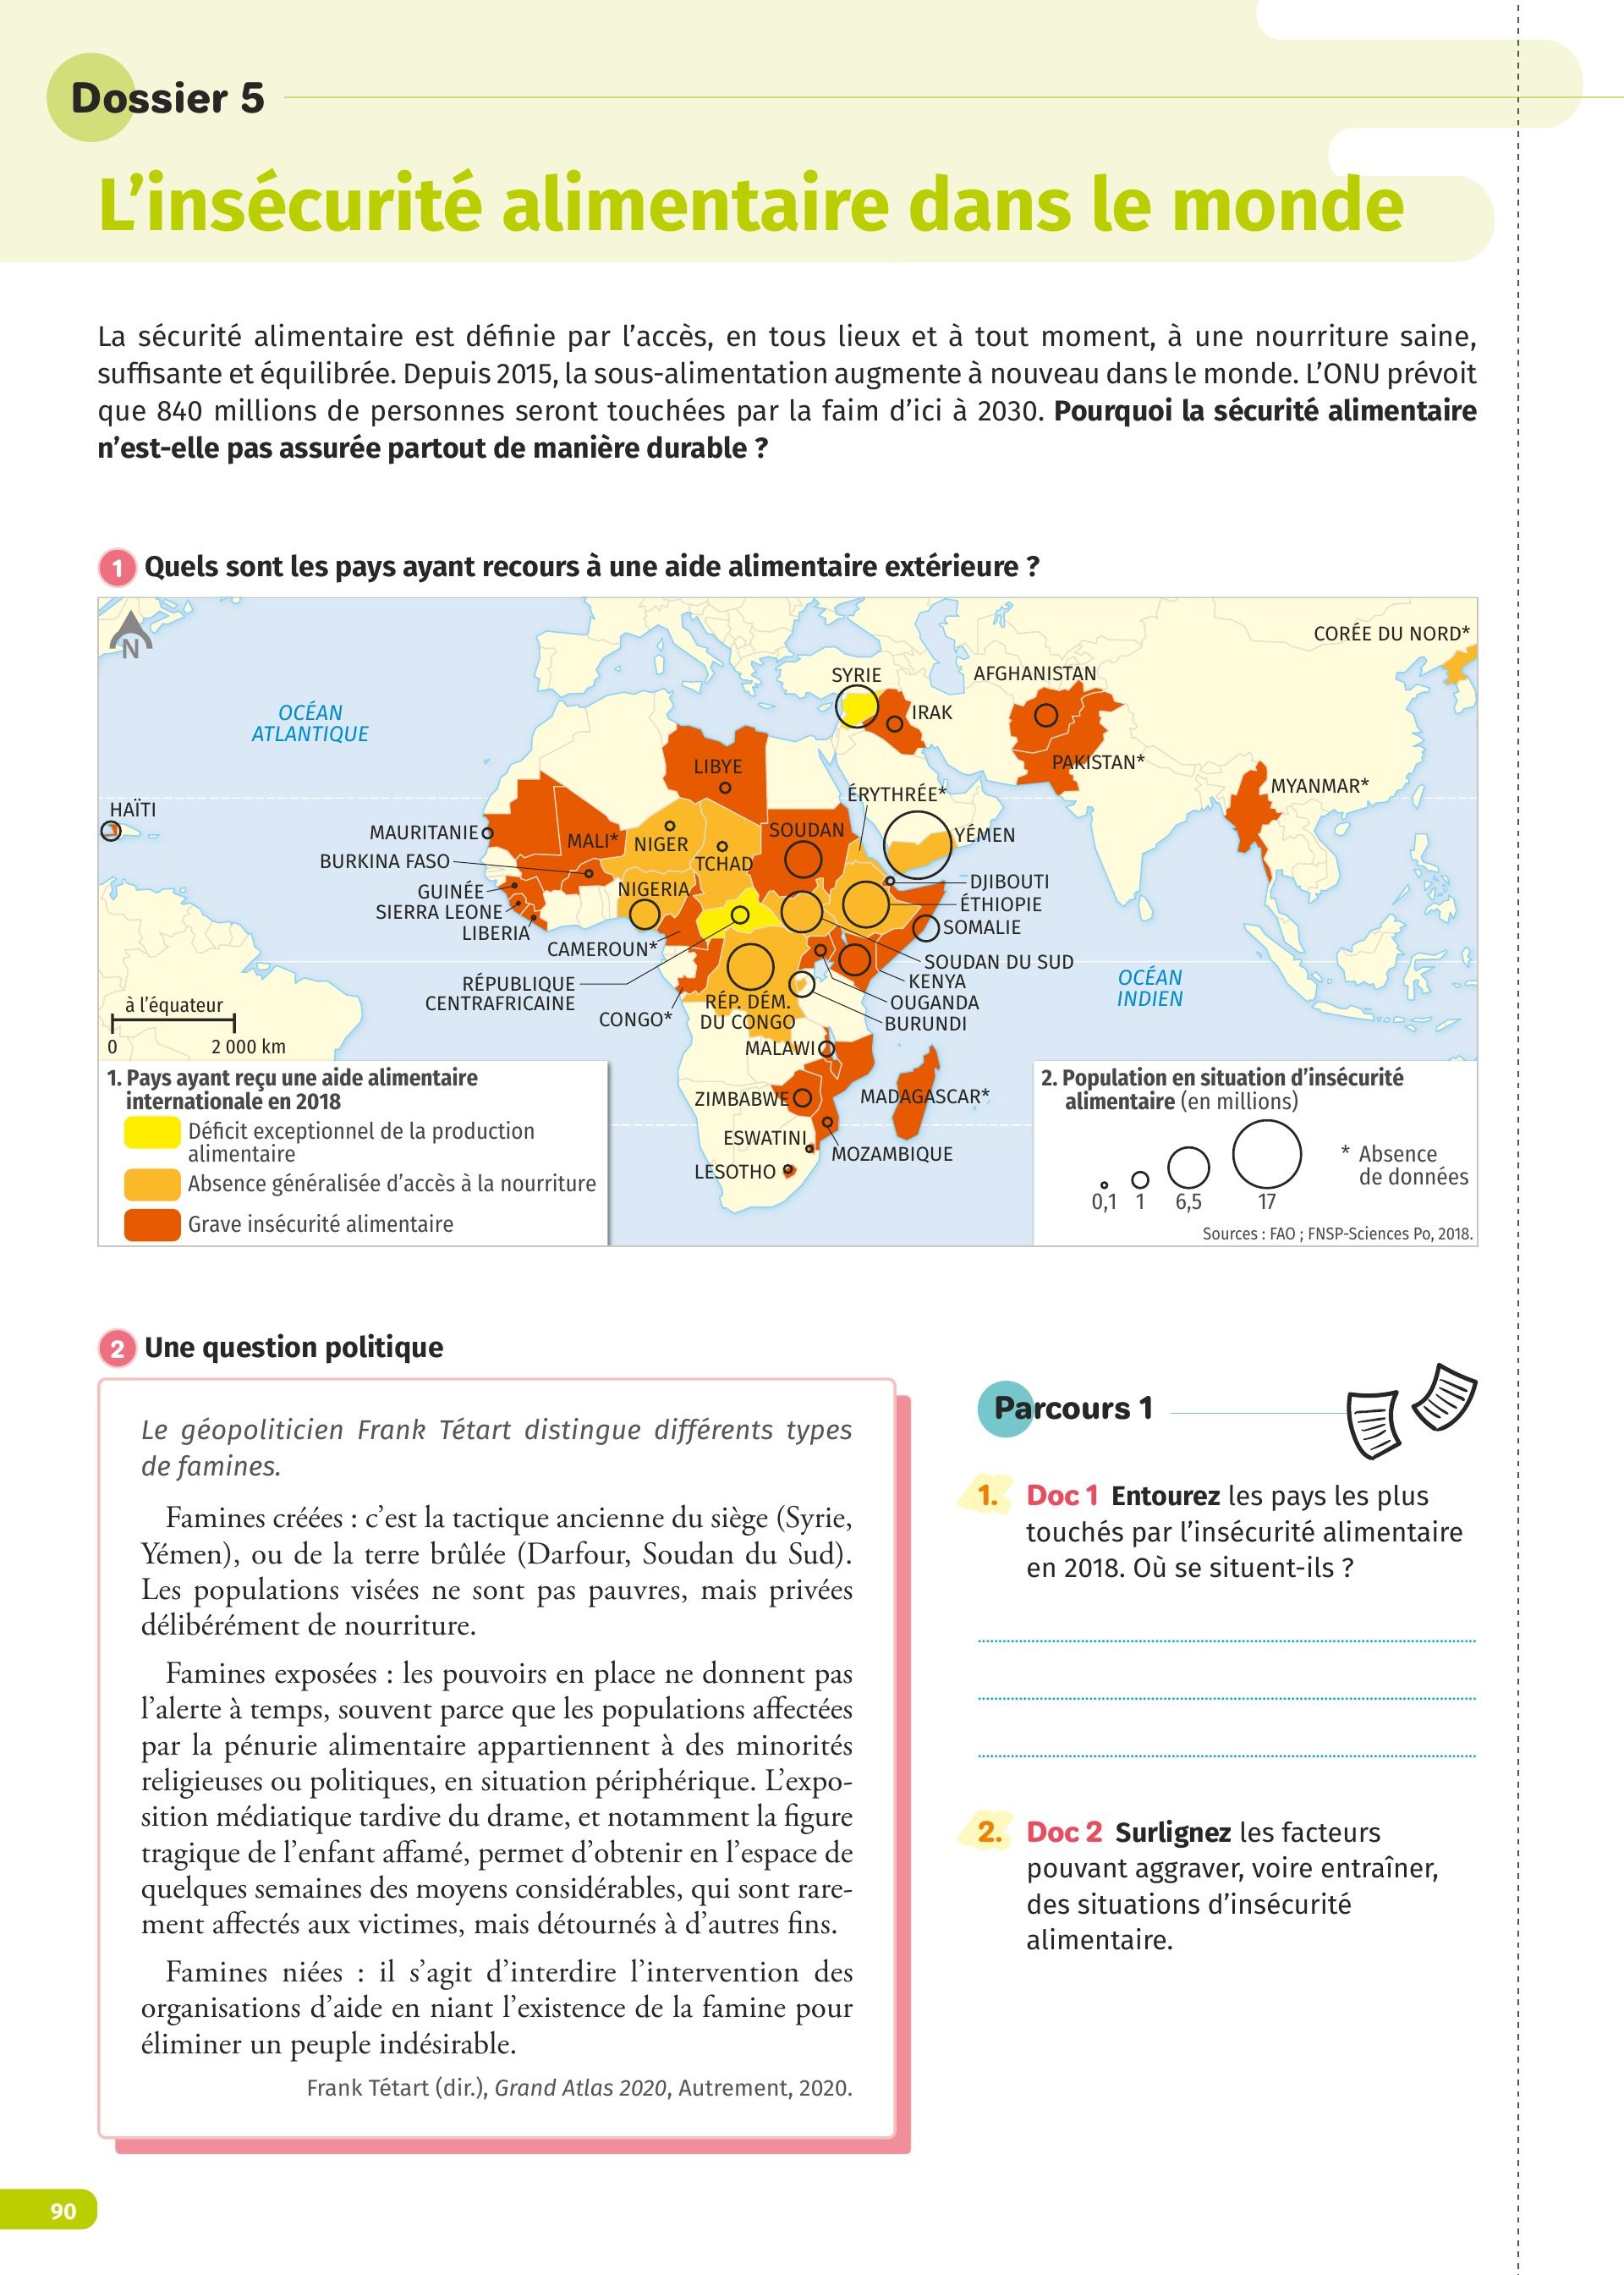 Dossier 5
L’insécurité alimentaire dans le monde
La sécurité alimentaire est définie par l’accès, en tous lieux et à tout moment, à une nourriture saine,
suffisante et équilibrée. Depuis 2015, la sous-alimentation augmente à nouveau dans le monde. L’ONU prévoit
que 840 millions de personnes seront touchées par la faim d’ici à 2030. Pourquoi la sécurité alimentaire
n’est-elle pas assurée partout de manière durable ?
1 Quels sont les pays ayant recours à une aide alimentaire extérieure ?
N
CORÉE DU NORD*
SYRIE
AFGHANISTAN
OCÉAN
ATLANTIQUE
IRAK
LIBYE
PAKISTAN*
MYANMAR*
ÉRYTHRÉE*
HAÏTI
MAURITANIE
MALI*
NIGER
SOUDAN
YÉMEN
BURKINA FASO
TCHAD
GUINÉE
NIGERIA
DJIBOUTI
SIERRA LEONE
ÉTHIOPIE
LIBERIA
SOMALIE
CAMEROUN*
SOUDAN DU SUD
RÉPUBLIQUE
CENTRAFRICAINE
KENYA
OCÉAN
INDIEN
OUGANDA
RÉP. DÉM.
DU CONGO
CONGO*
BURUNDI
à l’équateur
0 2 000 km
MALAWI
ZIMBABWE
MADAGASCAR*
ESWATINI
MOZAMBIQUE
LESOTHO
1. Pays ayant reçu une aide alimentaire
internationale en 2018
Déficit exceptionnel de la production
alimentaire
Absence généralisée d’accès à la nourriture
Grave insécurité alimentaire
2. Population en situation d’insécurité
alimentaire (en millions)
0,1 1 6,5 17
* Absence
de données
Sources : FAO ; FNSP-Sciences Po, 2018.
2 Une question politique
Le géopoliticien Frank Tétart distingue différents types
de famines.
Famines créées : c’est la tactique ancienne du siège (Syrie,
Yémen), ou de la terre brûlée (Darfour, Soudan du Sud).
Les populations visées ne sont pas pauvres, mais privées
délibérément de nourriture.
Famines exposées : les pouvoirs en place ne donnent pas
l’alerte à temps, souvent parce que les populations affectées
par la pénurie alimentaire appartiennent à des minorités
religieuses ou politiques, en situation périphérique. L’expo-
sition médiatique tardive du drame, et notamment la figure
tragique de l’enfant affamé, permet d’obtenir en l’espace de
quelques semaines des moyens considérables, qui sont rare-
ment affectés aux victimes, mais détournés à d’autres fins.
Famines niées : il s’agit d’interdire l’intervention des
organisations d’aide en niant l’existence de la famine pour
éliminer un peuple indésirable.
Frank Tétart (dir.), Grand Atlas 2020, Autrement, 2020.
Parcours 1
1. Doc 1 Entourez les pays les plus
touchés par l’insécurité alimentaire
en 2018. Où se situent-ils ?
2. Doc 2 Surlignez les facteurs
pouvant aggraver, voire entraîner,
des situations d’insécurité
alimentaire.
90